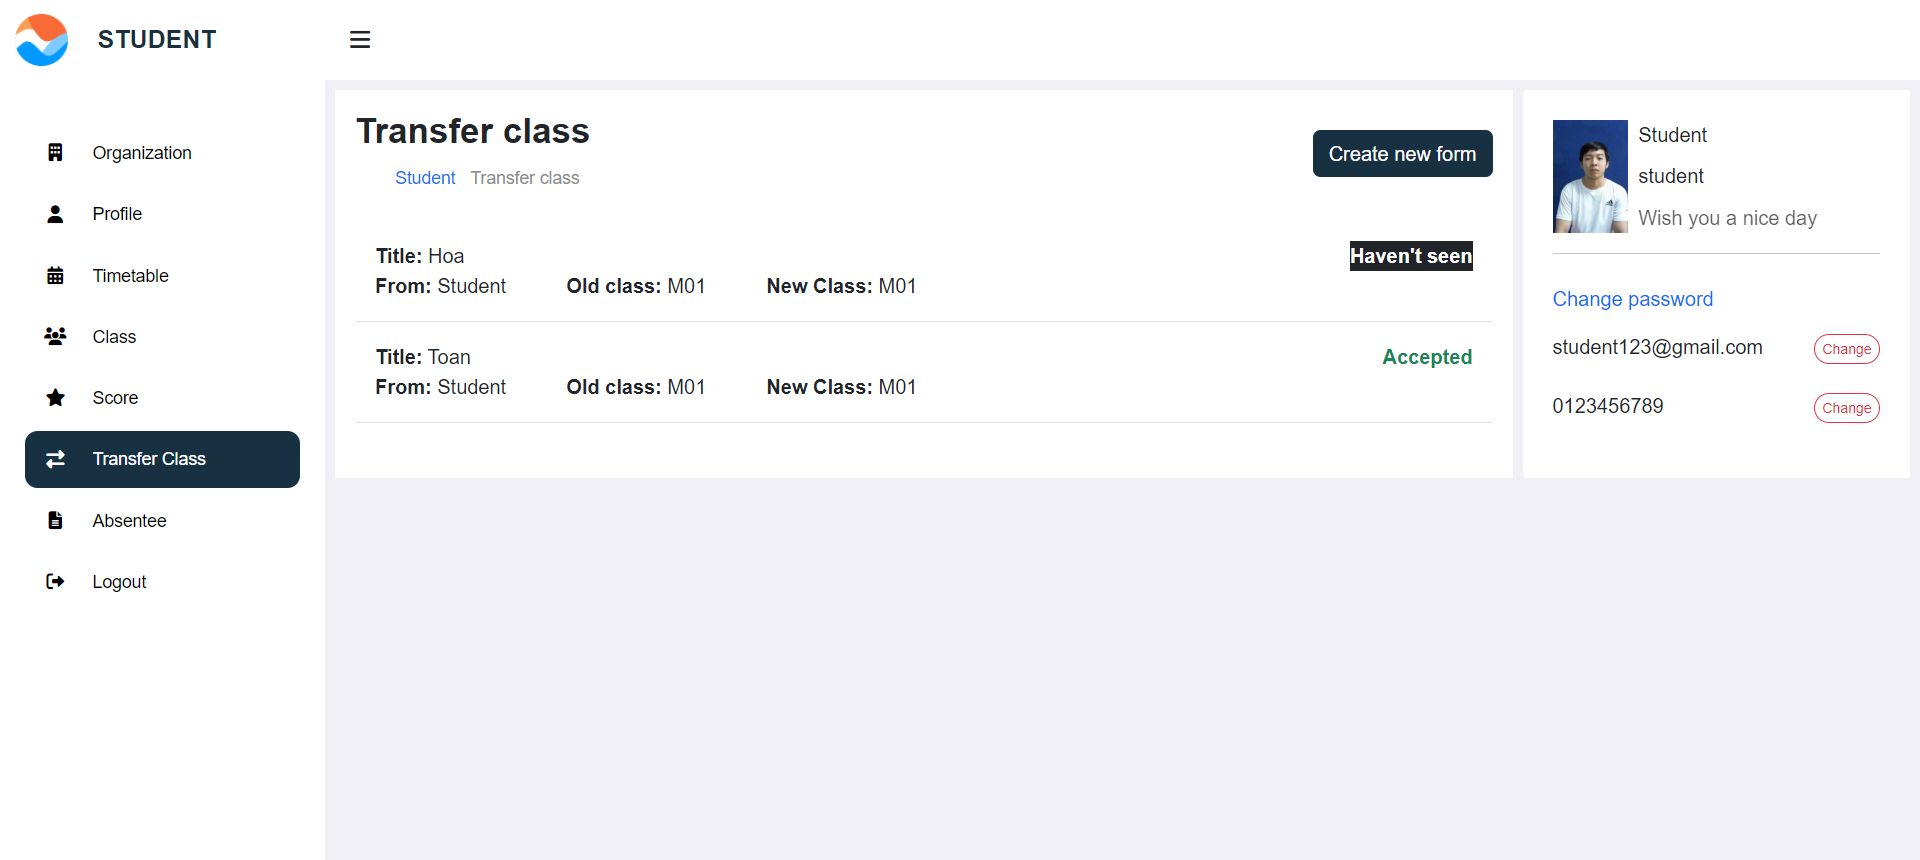 STUDENT
Organization
Profile
Timetable
Class
Score
Transfer Class
Absentee
Logout
Transfer class
Student Transfer class
Create new form
Title: Hoa
Haven't seen
From: Student Old class: M01 New Class: M01
Title: Toan
Accepted
From: Student Old class: M01 New Class: M01
Student
student
Wish you a nice day
Change password
student123@gmail.com Change
0123456789 Change